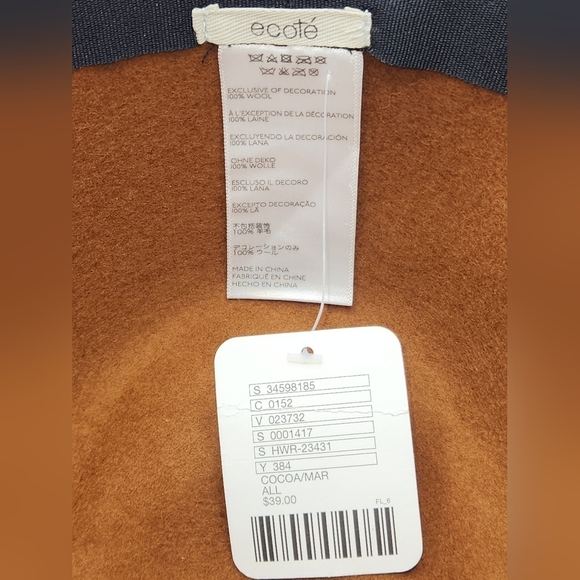 ecoté
EXCLUSIVE OF DECORATION
100% WOOL
À L'EXCEPTION DE LA DÉCORATION
100% LAINE
EXCLUYENDO LA DECORACIÓN
100% LANA
OHNE DEKO
100% WOLLE
ESCLUSO IL DECORO
100% LANA
EXCEPTO DECORAÇÃO
100% LÃ
不包括装饰
100% 羊毛
デコレーションのみ
100% ウール
MADE IN CHINA
FABRIQUÉ EN CHINE
HECHO EN CHINA
S 34598185
C 0152
V 023732
S 0001417
S HWR-23431
Y 384
COCOA/MAR
ALL
$39.00
FL_6